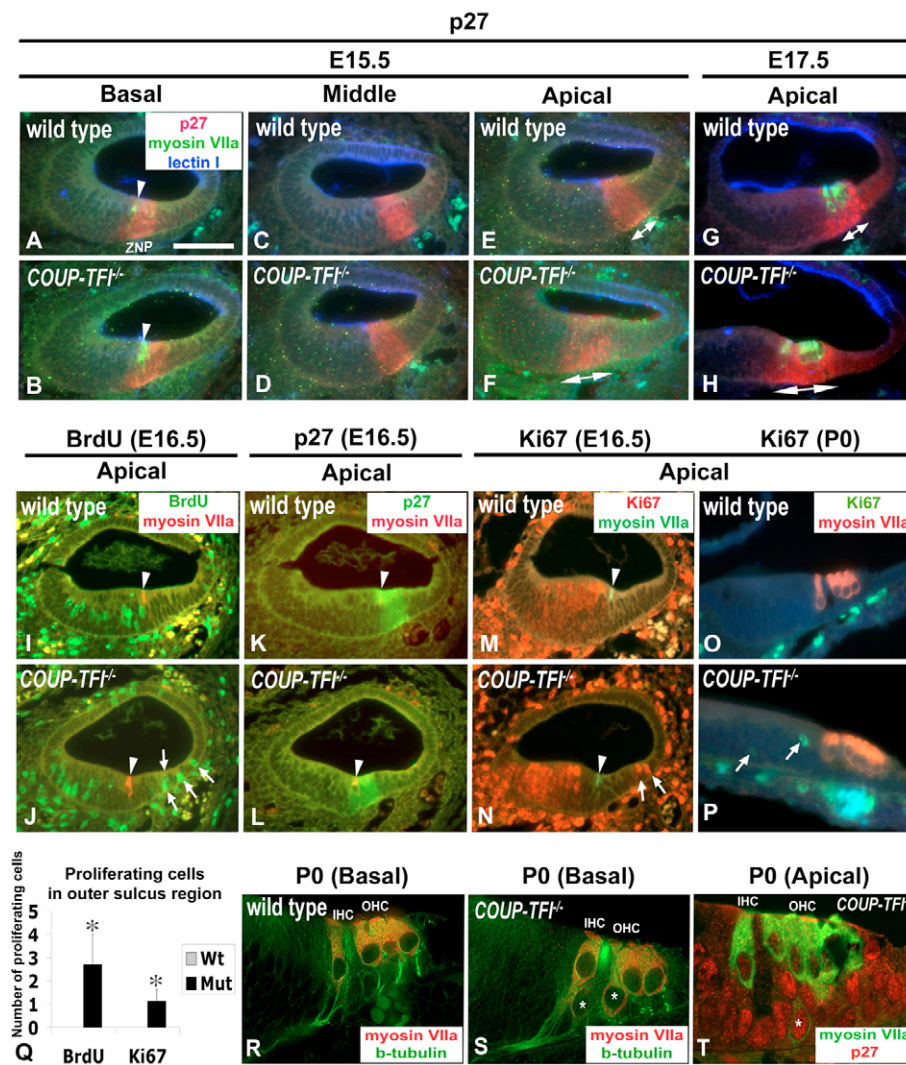 p27
E15.5 E17.5
Basal Middle Apical Apical
wild type p27 wild type wild type wild type
myosin VIIa
lectin I
A ZNP C E G
COUP-TFI-/- COUP-TFI-/- COUP-TFI-/- COUP-TFI-/-
B D F H
BrdU (E16.5) p27 (E16.5) Ki67 (E16.5) Ki67 (P0)
Apical Apical Apical
wild type BrdU wild type p27 wild type Ki67 wild type Ki67
myosin VIIa myosin VIIa myosin VIIa myosin VIIa
I K M O
COUP-TFI-/- COUP-TFI-/- COUP-TFI-/- COUP-TFI-/-
J L N P
Proliferating cells
in outer sulcus region
Number of proliferating cells
5
4
3
2
1
0
* *
Wt
Mut
BrdU Ki67
Q
P0 (Basal) P0 (Basal) P0 (Apical)
wild type IHC OHC COUP-TFI-/- IHC OHC IHC OHC COUP-TFI
* * *
myosin VIIa myosin VIIa myosin VIIa
b-tubulin b-tubulin p27
R S T